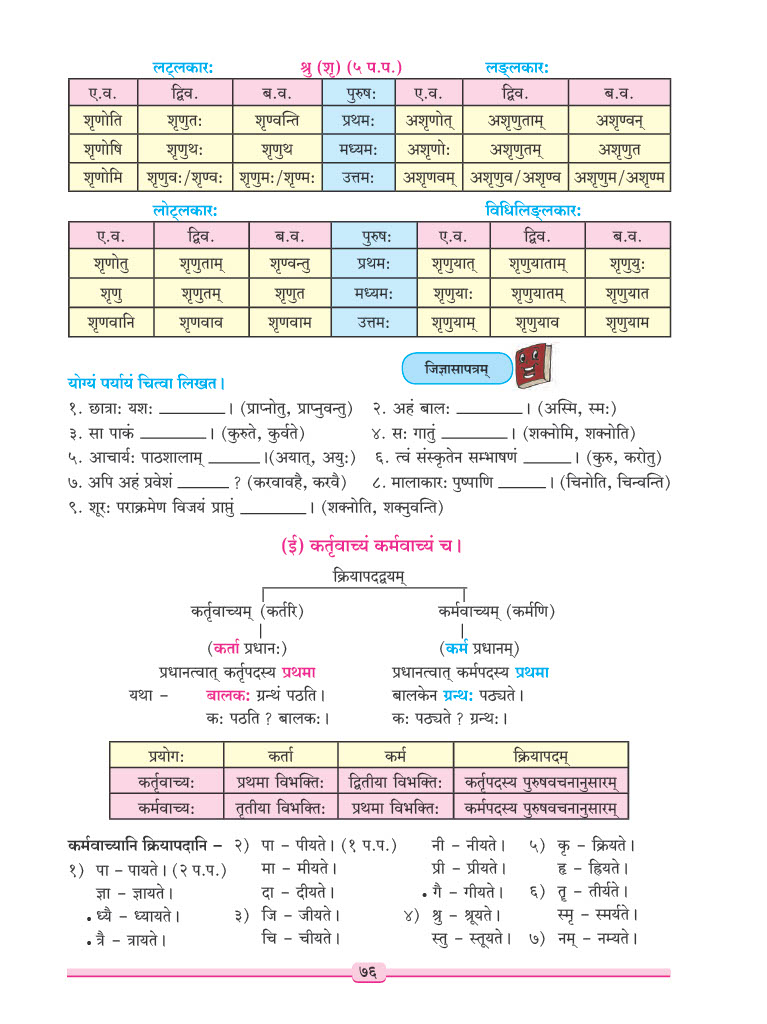 लट्लकारः श्रु (शृ) (५ प.प.) लङ्लकारः
ए.व. द्विव. ब.व. पुरुषः ए.व. द्विव. ब.व.
शृणोति शृणुतः शृण्वन्ति प्रथमः अशृणोत् अशृणुताम् अशृण्वन्
शृणोषि शृणुथः शृणुथ मध्यमः अशृणोः अशृणुतम् अशृणुत
शृणोमि शृणुवः/शृण्वः शृणुमः/शृण्मः उत्तमः अशृणवम् अशृणुव/अशृण्व अशृणुम/अशृण्म
लोट्लकारः विधिलिङ्लकारः
ए.व. द्विव. ब.व. पुरुषः ए.व. द्विव. ब.व.
शृणोतु शृणुताम् शृण्वन्तु प्रथमः शृणुयात् शृणुयाताम् शृणुयुः
शृणु शृणुतम् शृणुत मध्यमः शृणुयाः शृणुयातम् शृणुयात
शृणवानि शृणवाव शृणवाम उत्तमः शृणुयाम् शृणुयाव शृणुयाम
जिज्ञासापत्रम्
योग्यं पर्यायं चित्वा लिखत।
१. छात्राः यशः ________। (प्राप्नोतु, प्राप्नुवन्तु) २. अहं बालः ________। (अस्मि, स्मः)
३. सा पाकं ________। (कुरुते, कुर्वते) ४. सः गातुं ________। (शक्नोमि, शक्नोति)
५. आचार्यः पाठशालाम् ______।(अयात्, अयुः) ६. त्वं संस्कृतेन सम्भाषणं ______। (कुरु, करोतु)
७. अपि अहं प्रवेशं ______ ? (करवावहै, करवै) ८. मालाकारः पुष्पाणि ______। (चिनोति, चिन्वन्ति)
९. शूरः पराक्रमेण विजयं प्राप्तुं ________। (शक्नोति, शक्नुवन्ति)
(ई) कर्तृवाच्यं कर्मवाच्यं च।
क्रियापदद्वयम्
कर्तृवाच्यम् (कर्तरि) कर्मवाच्यम् (कर्मणि)
(कर्ता प्रधानः) (कर्म प्रधानम्)
प्रधानत्वात् कर्तृपदस्य प्रथमा प्रधानत्वात् कर्मपदस्य प्रथमा
यथा – बालकः ग्रन्थं पठति। बालकेन ग्रन्थः पठ्यते।
कः पठति ? बालकः। कः पठ्यते ? ग्रन्थः।
प्रयोगः कर्ता कर्म क्रियापदम्
कर्तृवाच्यः प्रथमा विभक्तिः द्वितीया विभक्तिः कर्तृपदस्य पुरुषवचनानुसारम्
कर्मवाच्यः तृतीया विभक्तिः प्रथमा विभक्तिः कर्मपदस्य पुरुषवचनानुसारम्
कर्मवाच्यानि क्रियापदानि –
१) पा – पायते। (२ प.प.)
ज्ञा – ज्ञायते।
• ध्यै – ध्यायते।
• त्रै – त्रायते।
२) पा – पीयते। (१ प.प.)
मा – मीयते।
दा – दीयते।
३) जि – जीयते।
चि – चीयते।
नी – नीयते।
प्री – प्रीयते।
• गै – गीयते।
४) श्रु – श्रूयते।
स्तु – स्तूयते।
५) कृ – क्रियते।
हृ – ह्रियते।
६) तॄ – तीर्यते।
स्मृ – स्मर्यते।
७) नम् – नम्यते।
७६